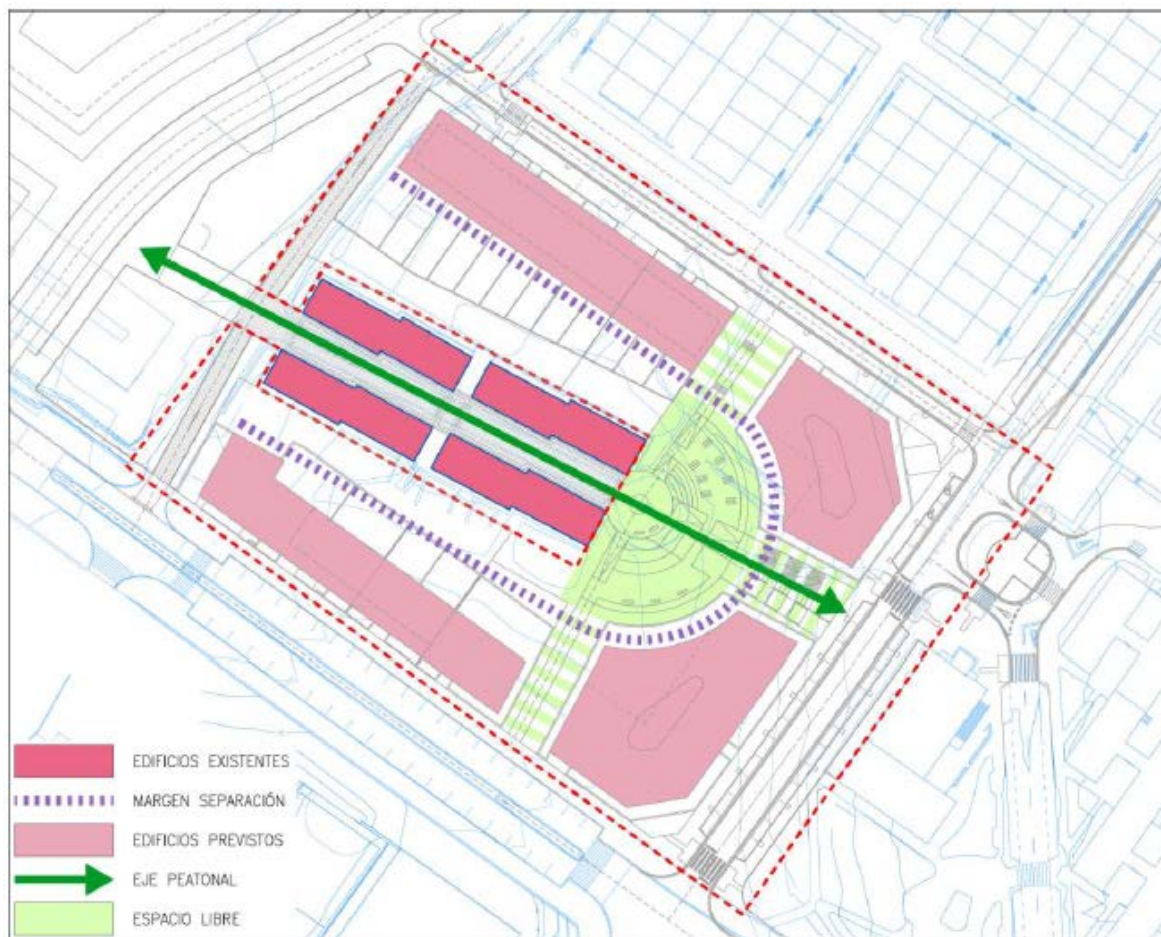 EDIFICIOS EXISTENTES
MARGEN SEPARACIÓN
EDIFICIOS PREVISTOS
EJE PEATONAL
ESPACIO LIBRE